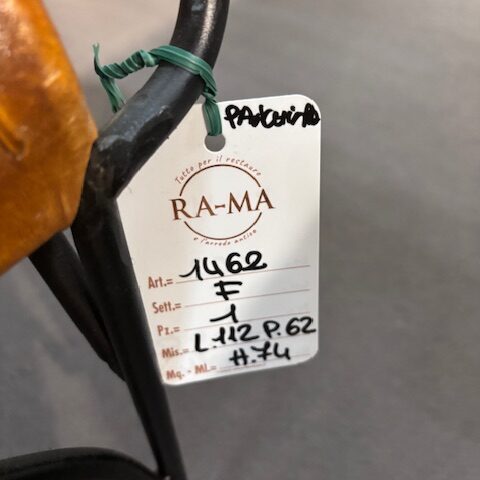 Tutto per il restauro
RA-MA
e l'arredo antico
Art.= 1462
Sett.= F
Pz.= 1
Mis.= L.112 P.62
Mq. - ML= H.74